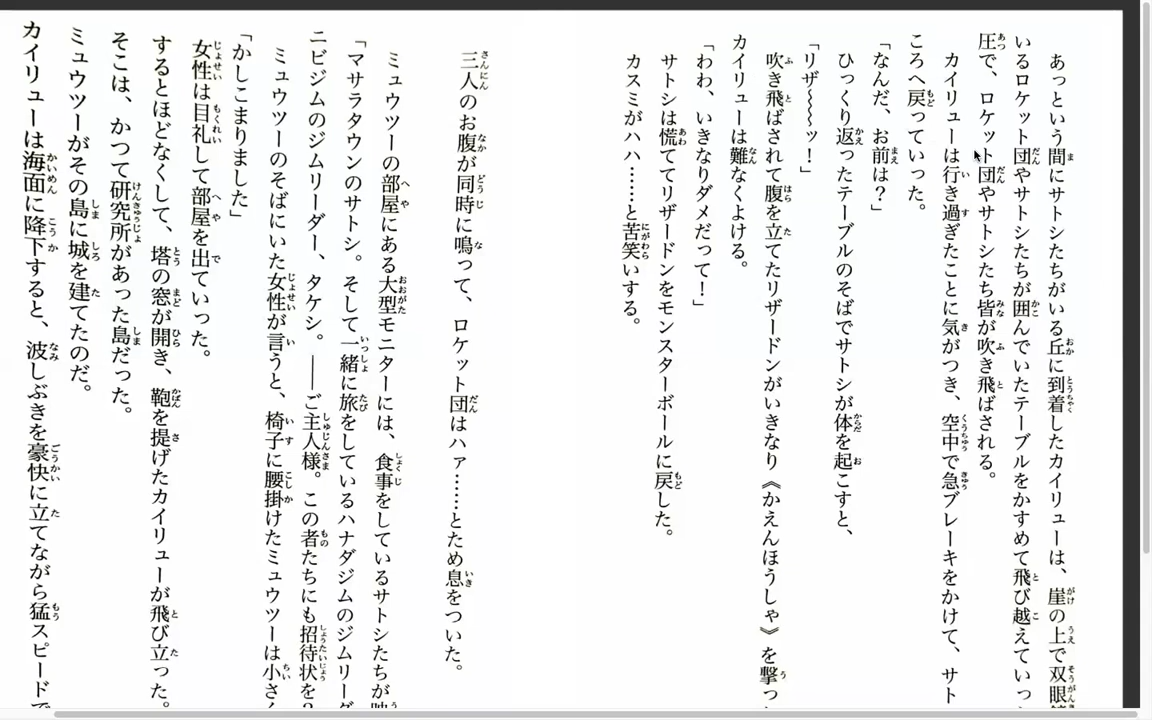 あっという間にサトシたちがいる丘に到着したカイリューは、崖の上で双眼
いるロケット団やサトシたちが囲んでいたテーブルをかすめて飛び越えていっ
圧で、ロケット団やサトシたち皆が吹き飛ばされる。
カイリューは行き過ぎたことに気がつき、空中で急ブレーキをかけて、サト
ころへ戻っていった。
「なんだ、お前は?」
ひっくり返ったテーブルのそばでサトシが体を起こすと、
「リザ〜〜〜ッ!」
吹き飛ばされて腹を立てたリザードンがいきなり《かえんほうしゃ》を撃っ
カイリューは難なくよける。
「わわ、いきなりダメだって!」
サトシは慌ててリザードンをモンスターボールに戻した。
カスミがハハ……と苦笑いする。
三人のお腹が同時に鳴って、ロケット団はハァ……とため息をついた。
ミュウツーの部屋にある大型モニターには、食事をしているサトシたちが映
「マサラタウンのサトシ。そして一緒に旅をしているハナダジムのジムリーダ
ニビジムのジムリーダー、タケシ。――ご主人様。この者たちにも招待状を?
ミュウツーのそばにいた女性が言うと、椅子に腰掛けたミュウツーは小さく
「かしこまりました」
女性は目礼して部屋を出ていった。
するとほどなくして、塔の窓が開き、鞄を提げたカイリューが飛び立った。
そこは、かつて研究所があった島だった。
ミュウツーがその島に城を建てたのだ。
カイリューは海面に降下すると、波しぶきを豪快に立てながら猛スピードで